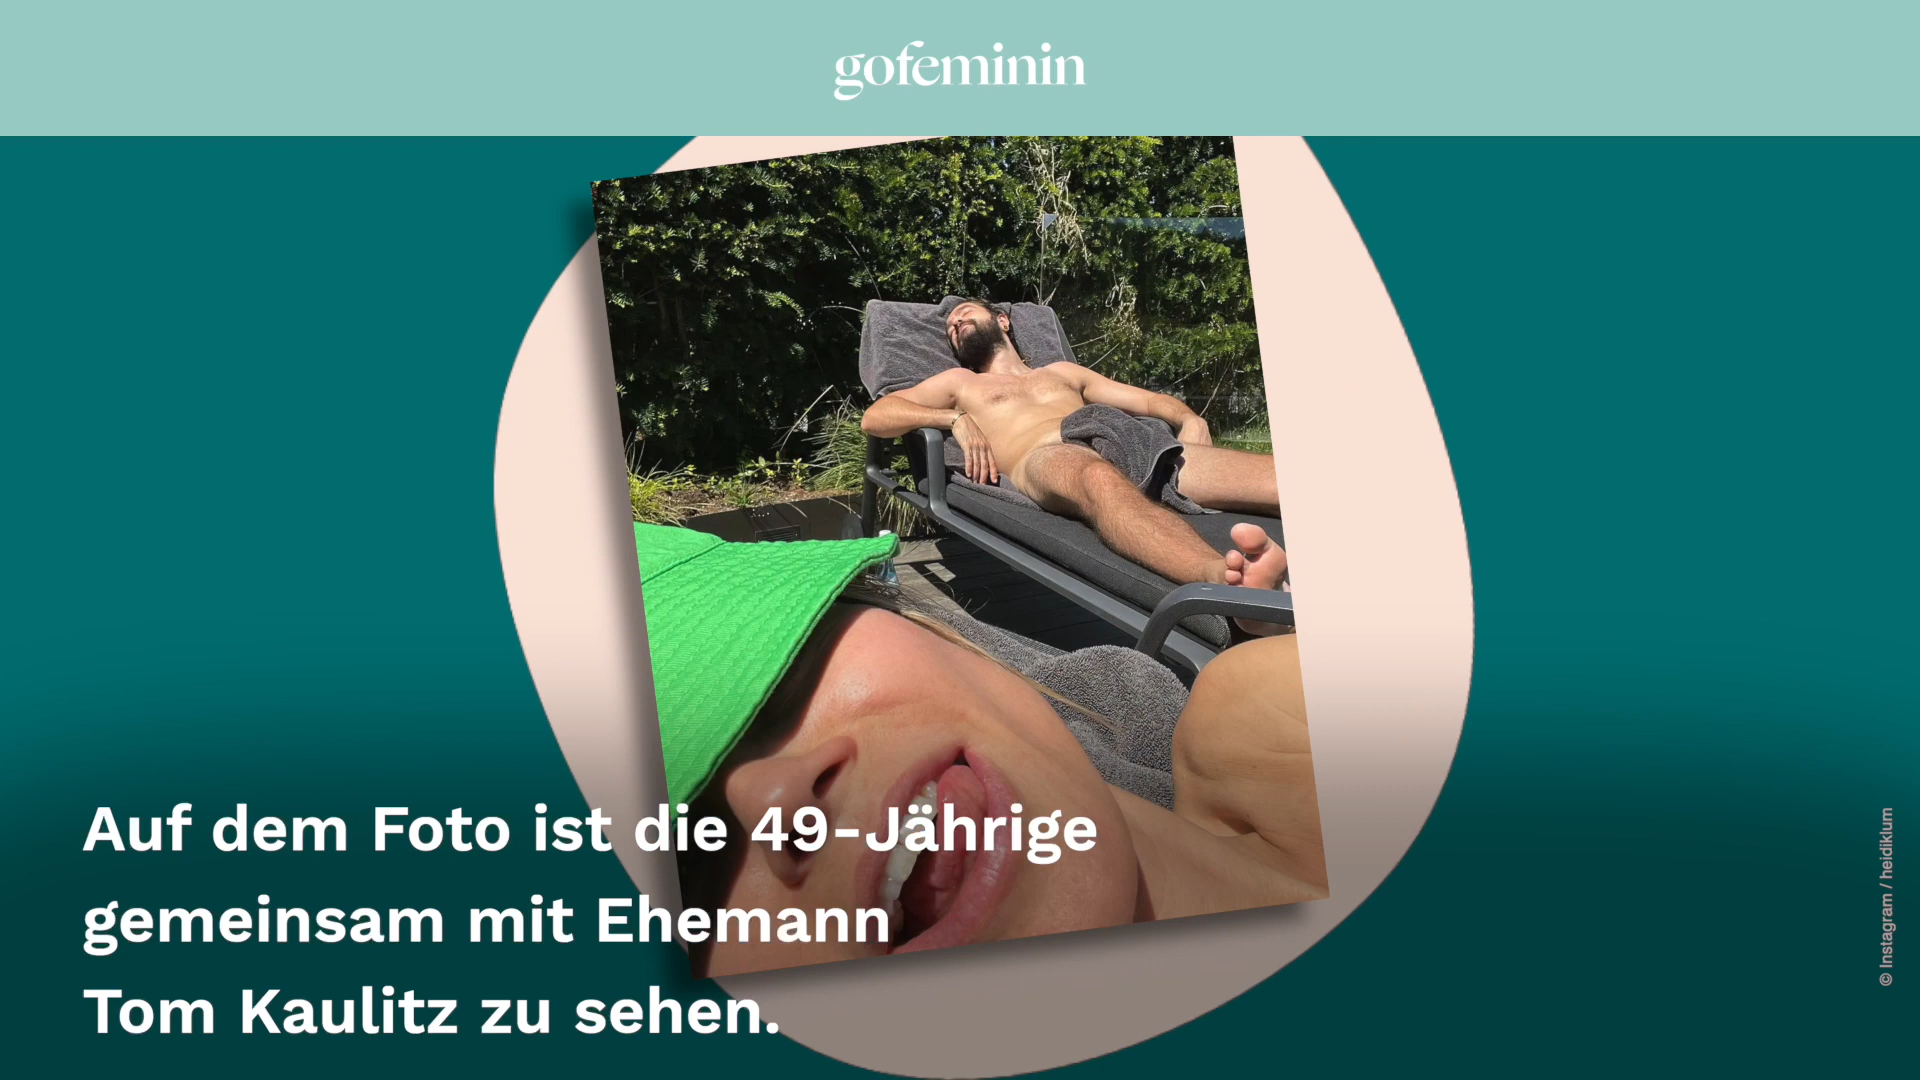 gofeminin
Auf dem Foto ist die 49-Jährige
gemeinsam mit Ehemann
Tom Kaulitz zu sehen.
© Instagram / heidiklum